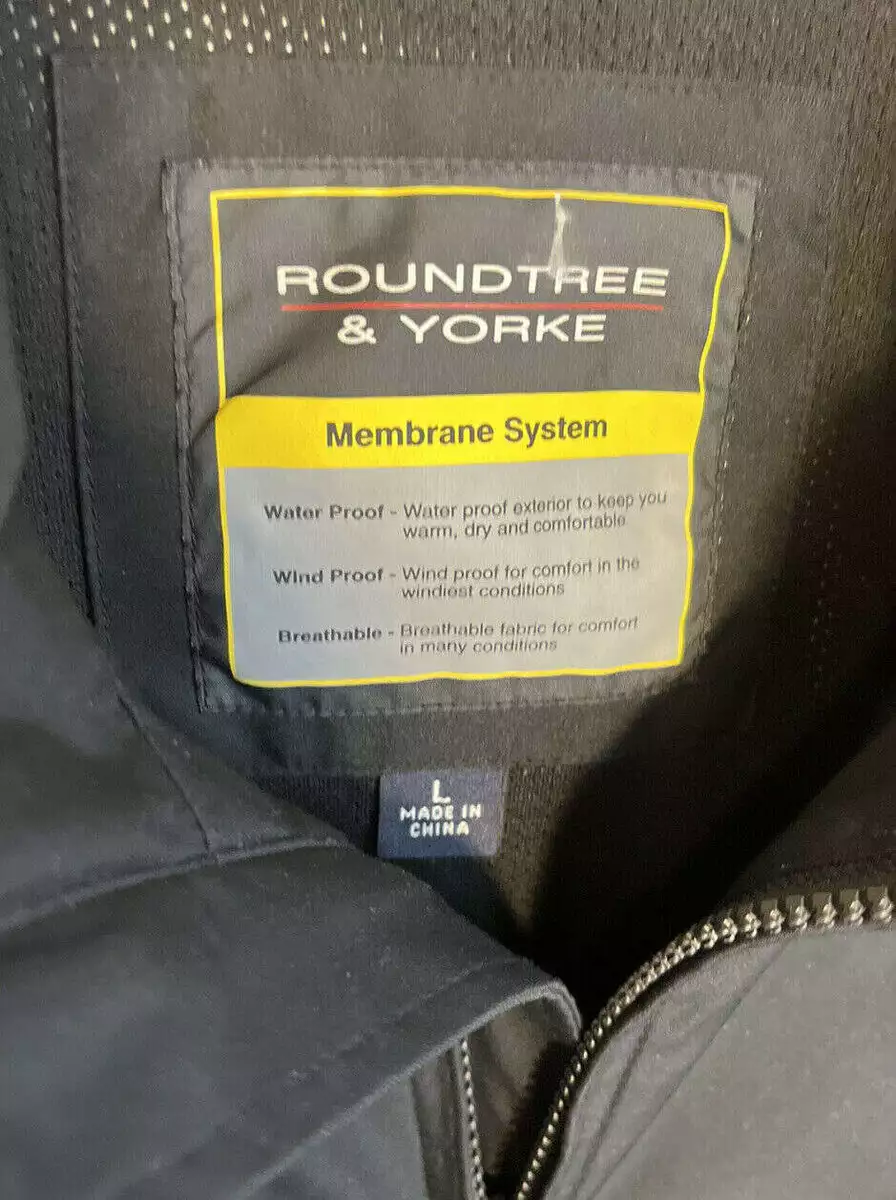 ROUNDTREE
& YORKE
Membrane System
Water Proof - Water proof exterior to keep you
warm, dry and comfortable
Wind Proof - Wind proof for comfort in the
windiest conditions
Breathable - Breathable fabric for comfort
in many conditions
L
MADE IN
CHINA